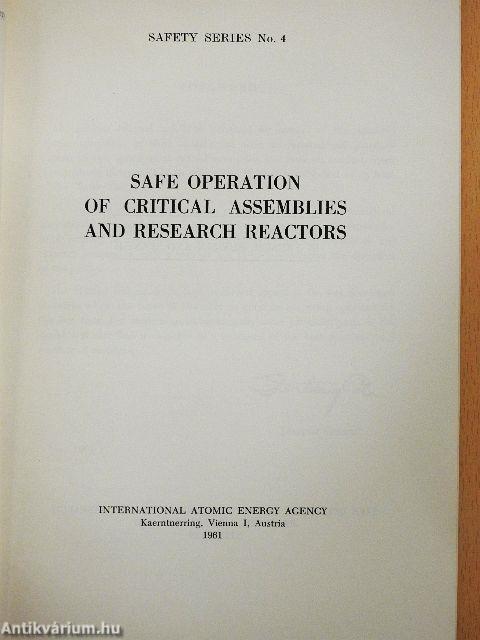 SAFETY SERIES No. 4
SAFE OPERATION
OF CRITICAL ASSEMBLIES
AND RESEARCH REACTORS
INTERNATIONAL ATOMIC ENERGY AGENCY
Kaerntnerring, Vienna I, Austria
1961
Antikvárium.hu